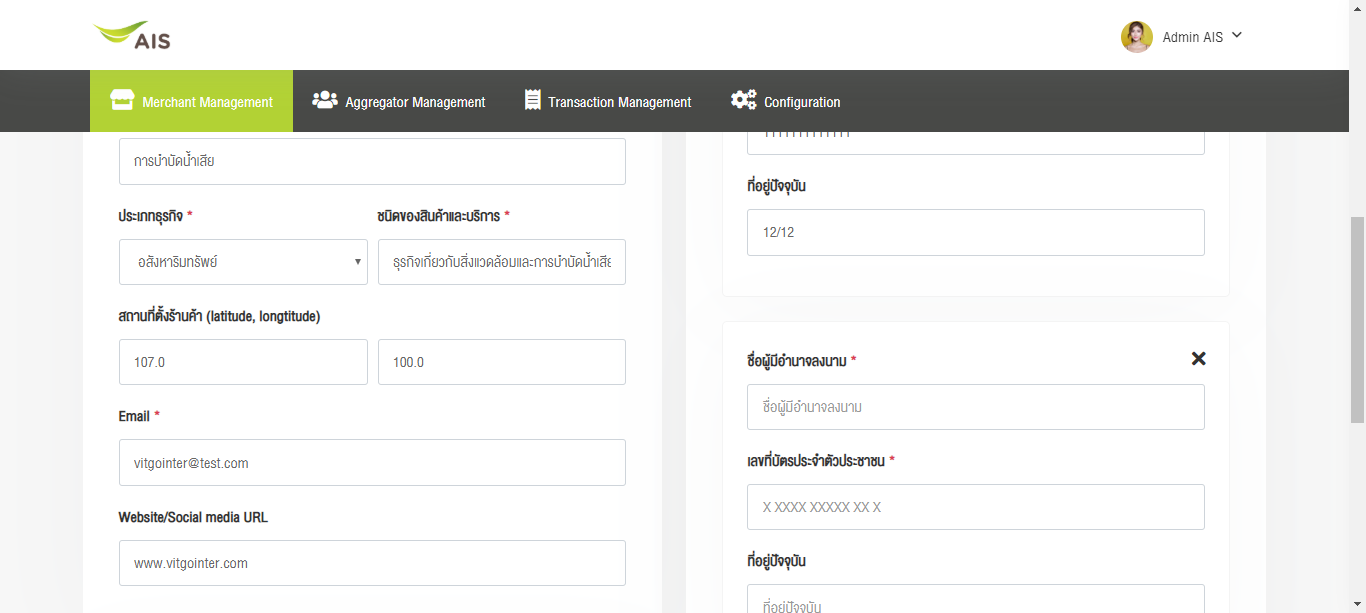 AIS
Admin AIS
Merchant Management
Aggregator Management
Transaction Management
Configuration
การบำบัดน้ำเสีย
ประเภทธุรกิจ *
ชนิดของสินค้าและบริการ *
อสังหาริมทรัพย์
ธุรกิจเกี่ยวกับสิ่งแวดล้อมและการบำบัดน้ำเสีย
สถานที่ตั้งร้านค้า (latitude, longtitude)
107.0
100.0
Email *
vitgointer@test.com
Website/Social media URL
www.vitgointer.com
ที่อยู่ปัจจุบัน
12/12
ชื่อผู้มีอำนาจลงนาม *
ชื่อผู้มีอำนาจลงนาม
เลขที่บัตรประจำตัวประชาชน *
X XXXX XXXXX XX X
ที่อยู่ปัจจุบัน
ที่อยู่ปัจจุบัน